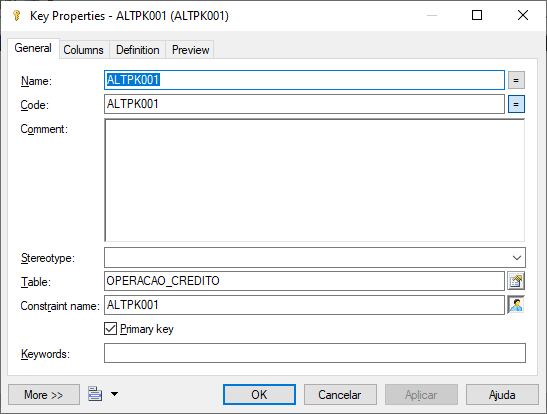 Key Properties - ALTPK001 (ALTPK001)
General Columns Definition Preview
Name: ALTPK001 =
Code: ALTPK001 =
Comment:
Stereotype:
Table: OPERACAO_CREDITO
Constraint name: ALTPK001
Primary key
Keywords:
More >> OK Cancelar Aplicar Ajuda